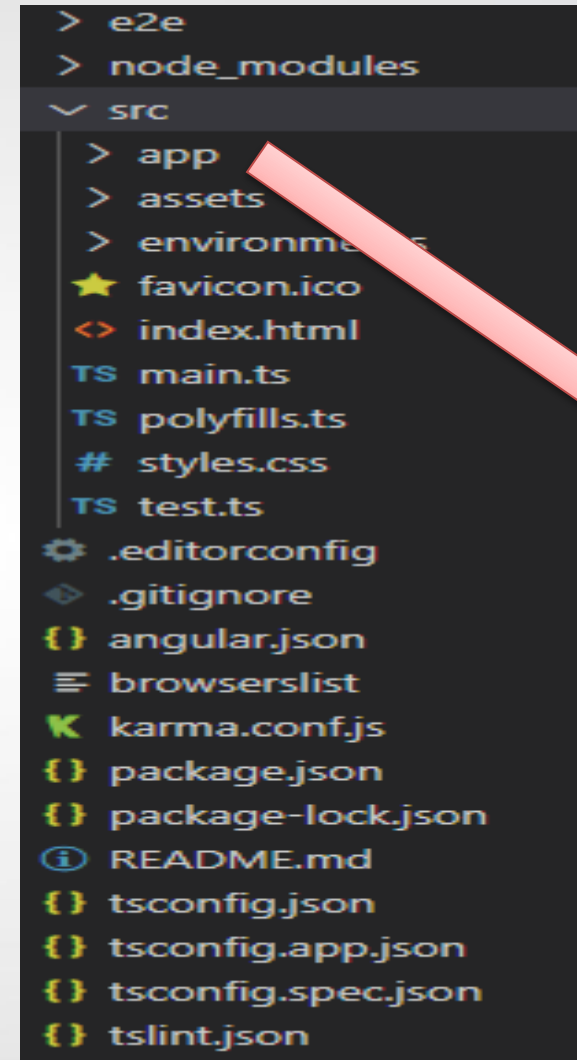 e2e
node_modules
src
app
assets
favicon.ico
index.html
TS main.ts
TS polyfills.ts
# styles.css
TS test.ts
.editorconfig
.gitignore
{} angular.json
browserslist
K karma.conf.js
{} package.json
{} package-lock.json
README.md
{} tsconfig.json
{} tsconfig.app.json
{} tsconfig.spec.json
{} tslint.json